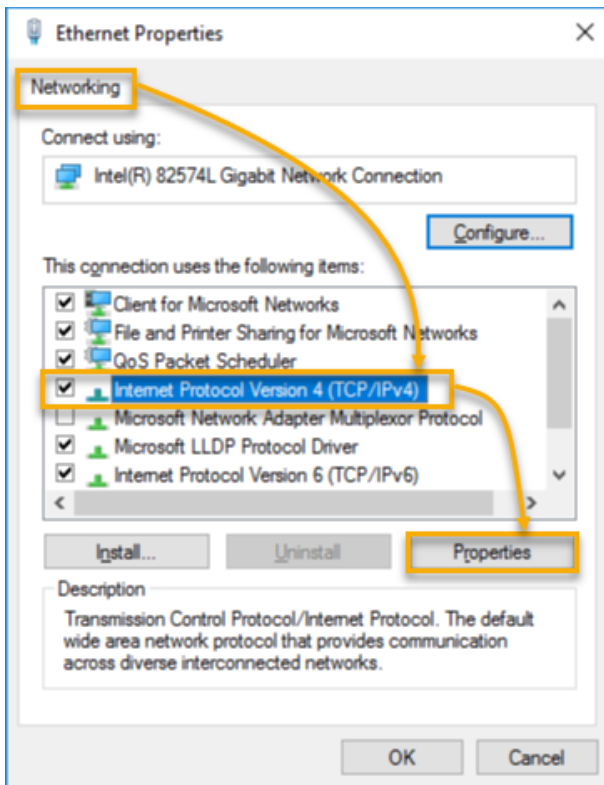 Ethernet Properties
Networking
Connect using:
Intel(R) 82574L Gigabit Network Connection
Configure...
This connection uses the following items:
Client for Microsoft Networks
File and Printer Sharing for Microsoft Networks
QoS Packet Scheduler
Internet Protocol Version 4 (TCP/IPv4)
Microsoft Network Adapter Multiplexor Protocol
Microsoft LLDP Protocol Driver
Internet Protocol Version 6 (TCP/IPv6)
Install...
Uninstall
Properties
Description
Transmission Control Protocol/Internet Protocol. The default
wide area network protocol that provides communication
across diverse interconnected networks.
OK
Cancel